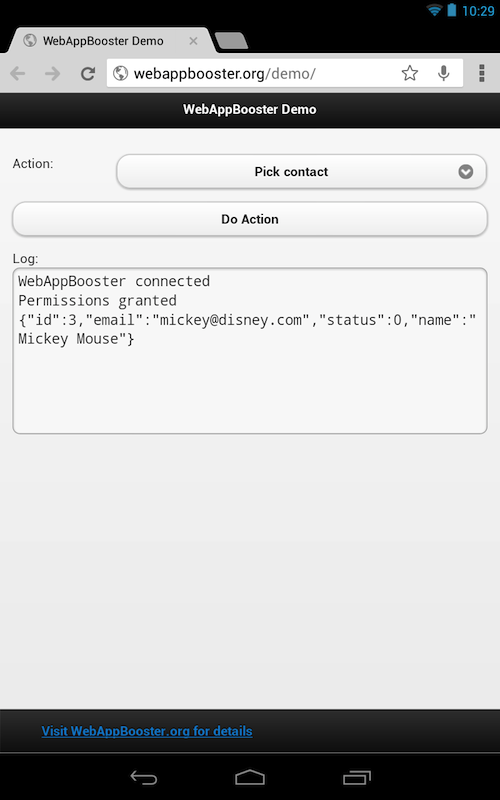 10:29
WebAppBooster Demo
webappbooster.org/demo/
WebAppBooster Demo
Action:
Pick contact
Do Action
Log:
WebAppBooster connected
Permissions granted
{"id":3,"email":"mickey@disney.com","status":0,"name":"
Mickey Mouse"}
Visit WebAppBooster.org for details